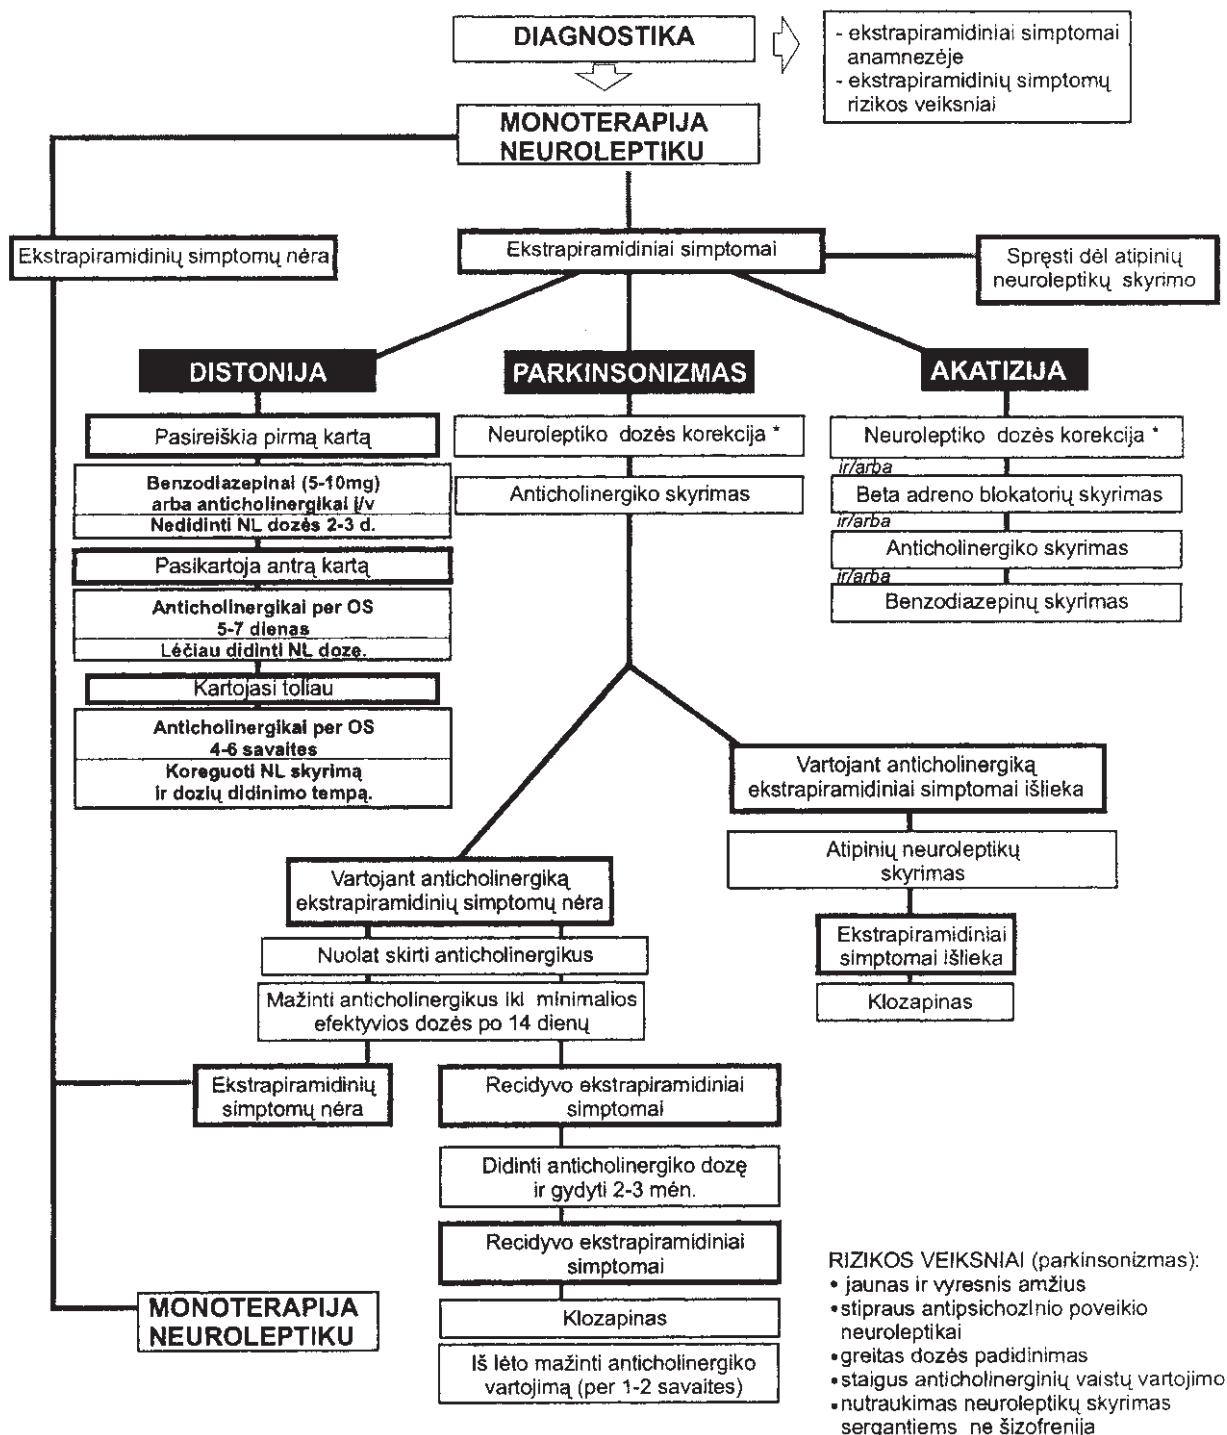 DIAGNOSTIKA
- ekstrapiramidiniai simptomai
anamnezėje
- ekstrapiramidinių simptomų
rizikos veiksniai
MONOTERAPIJA
NEUROLEPTIKU
Ekstrapiramidinių simptomų nėra
Ekstrapiramidiniai simptomai
Spręsti dėl atipinių
neuroleptikų skyrimo
DISTONIJA
Pasireiškia pirmą kartą
Benzodiazepinai (5-10mg)
arba anticholinergikai į/v
Nedidinti NL dozės 2-3 d.
Pasikartoja antrą kartą
Anticholinergikai per OS
5-7 dienas
Lėčiau didinti NL dozę.
Kartojasi toliau
Anticholinergikai per OS
4-6 savaites
Koreguoti NL skyrimą
ir dozių didinimo tempą.
PARKINSONIZMAS
Neuroleptiko dozės korekcija *
Anticholinergiko skyrimas
AKATIZIJA
Neuroleptiko dozės korekcija *
ir/arba
Beta adreno blokatorių skyrimas
ir/arba
Anticholinergiko skyrimas
ir/arba
Benzodiazepinų skyrimas
Vartojant anticholinergiką
ekstrapiramidiniai simptomai išlieka
Atipinių neuroleptikų
skyrimas
Ekstrapiramidiniai
simptomai išlieka
Klozapinas
Vartojant anticholinergiką
ekstrapiramidinių simptomų nėra
Nuolat skirti anticholinergikus
Mažinti anticholinergikus iki minimalios
efektyvios dozės po 14 dienų
Ekstrapiramidinių
simptomų nėra
Recidyvo ekstrapiramidiniai
simptomai
Didinti anticholinergiko dozę
ir gydyti 2-3 mėn.
Recidyvo ekstrapiramidiniai
simptomai
Klozapinas
Iš lėto mažinti anticholinergiko
vartojimą (per 1-2 savaites)
MONOTERAPIJA
NEUROLEPTIKU
RIZIKOS VEIKSNIAI (parkinsonizmas):
• jaunas ir vyresnis amžius
• stipraus antipsichozinio poveikio
neuroleptikai
• greitas dozės padidinimas
• staigus anticholinerginių vaistų vartojimo
• nutraukimas neuroleptikų skyrimas
sergantiems ne šizofrenija